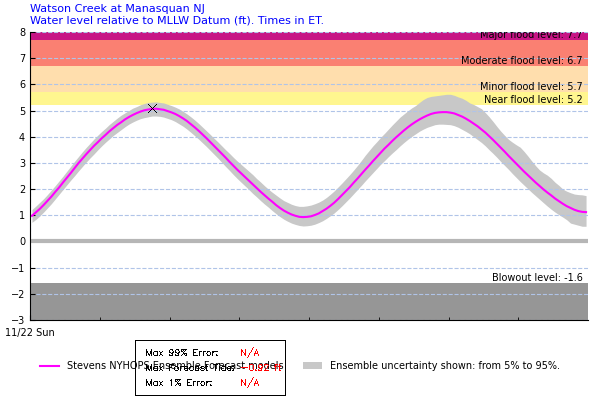 Watson Creek at Manasquan NJ
Water level relative to MLLW Datum (ft). Times in ET.
8
Major flood level: 7.7
7
Moderate flood level: 6.7
6
Minor flood level: 5.7
Near flood level: 5.2
5
4
3
2
1
0
−1
Blowout level: -1.6
−2
−3
11/22 Sun
Max 99% Error: N/A
Stevens NYHOPS Ensemble Forecast models
Ensemble uncertainty shown: from 5% to 95%.
Max Forecast Tide:
Max 1% Error: N/A